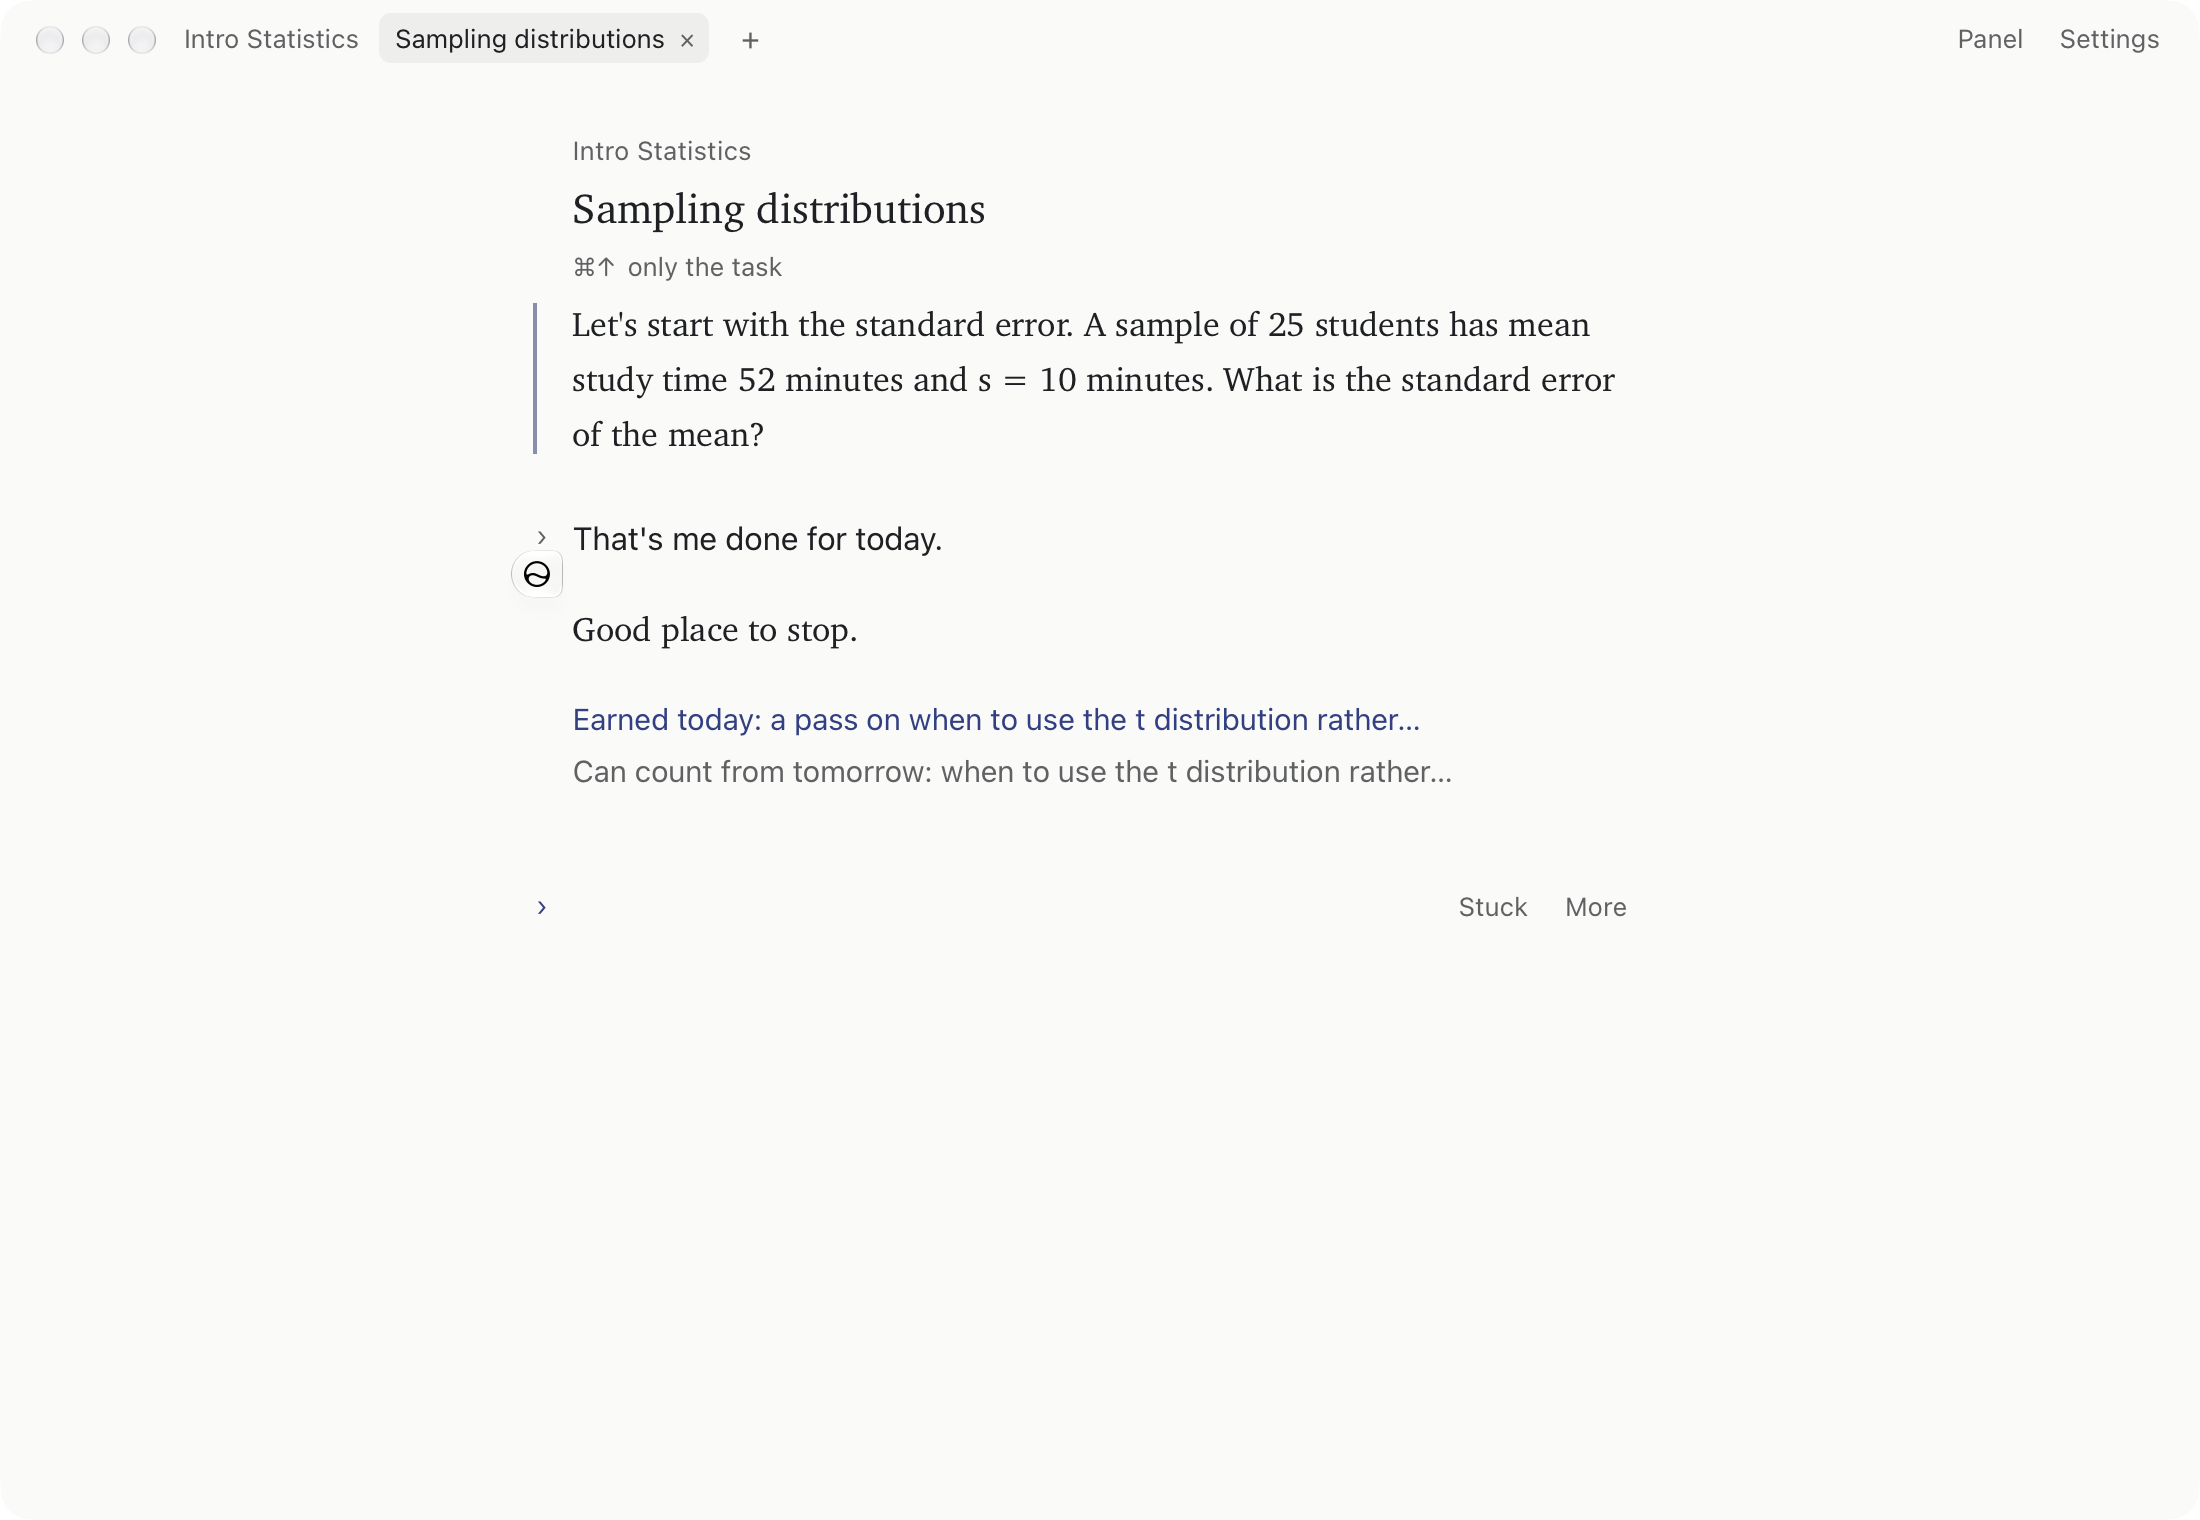 Intro Statistics
Sampling distributions ×
+
Panel
Settings
Intro Statistics
Sampling distributions
⌘↑ only the task
Let's start with the standard error. A sample of 25 students has mean
study time 52 minutes and s = 10 minutes. What is the standard error
of the mean?
› That's me done for today.
Good place to stop.
Earned today: a pass on when to use the t distribution rather…
Can count from tomorrow: when to use the t distribution rather…
›
Stuck
More